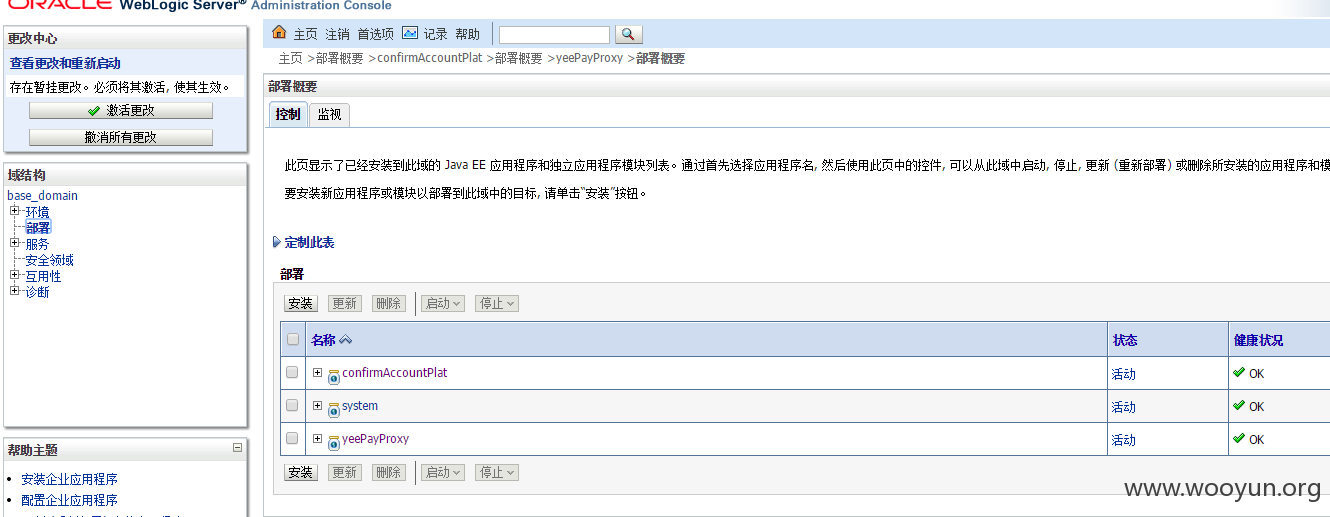 ORACLE WebLogic Server® Administration Console
更改中心
查看更改和重新启动
存在暂挂更改。必须将其激活, 使其生效。
激活更改
撤消所有更改
域结构
base_domain
环境
部署
服务
安全领域
互用性
诊断
帮助主题
安装企业应用程序
配置企业应用程序
主页 注销 首选项 记录 帮助
主页 >部署概要 >confirmAccountPlat >部署概要 >yeePayProxy >部署概要
部署概要
控制 监视
此页显示了已经安装到此域的 Java EE 应用程序和独立应用程序模块列表。通过首先选择应用程序名, 然后使用此页中的控件, 可以从此域中启动, 停止, 更新 (重新部署) 或删除所安装的应用程序和模
要安装新应用程序或模块以部署到此域中的目标, 请单击“安装”按钮。
定制此表
部署
安装 更新 删除 启动 停止
名称 状态 健康状况
confirmAccountPlat 活动 OK
system 活动 OK
yeePayProxy 活动 OK
安装 更新 删除 启动 停止
www.wooyun.org